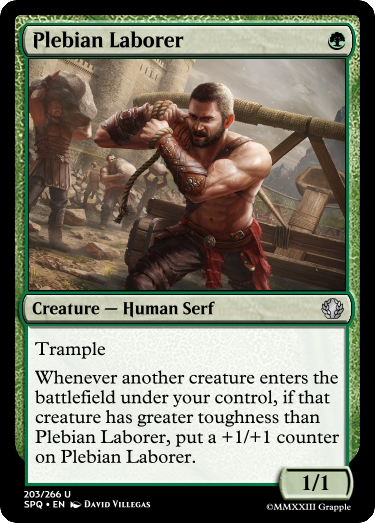 Plebian Laborer
Creature — Human Serf
Trample
Whenever another creature enters the
battlefield under your control, if that
creature has greater toughness than
Plebian Laborer, put a +1/+1 counter
on Plebian Laborer.
1/1
203/266 U
SPQ • EN DAVID VILLEGAS
©MMXXIII Grapple